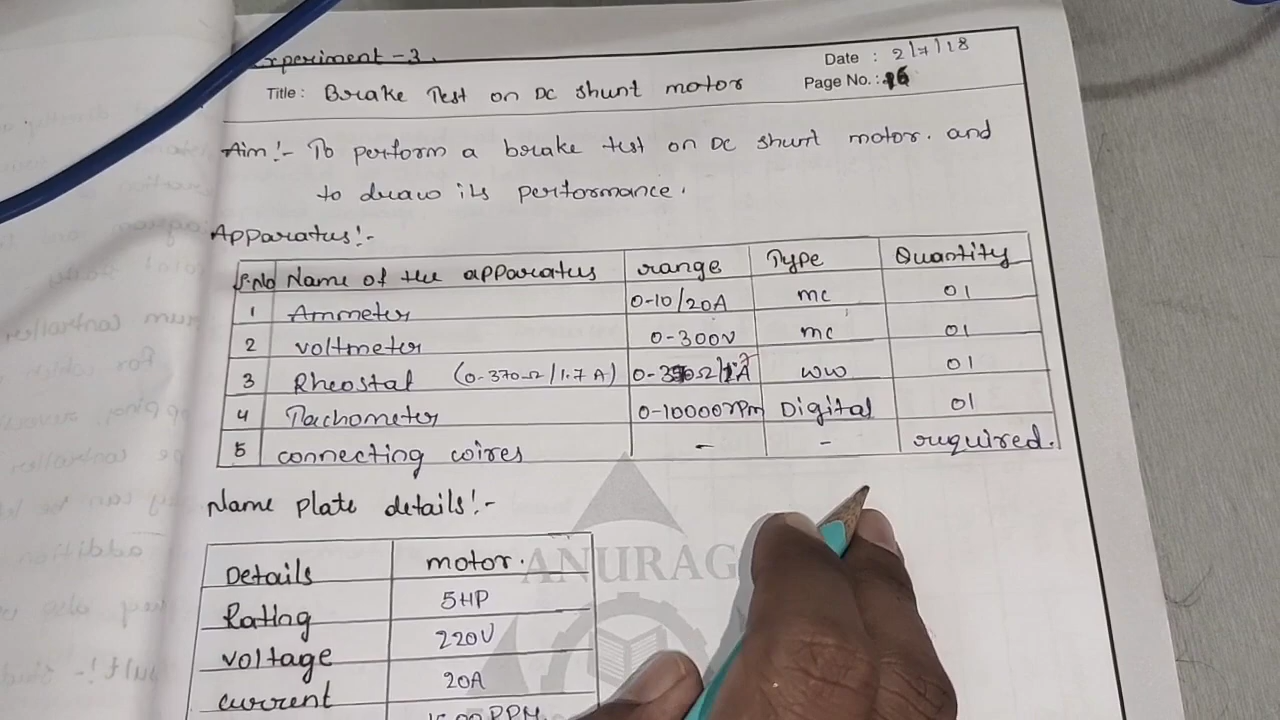 Experiment - 3.
Date : 2/7/18
Title : Brake Test on DC shunt motor
Page No. : 16
Aim!- To perform a brake test on DC shunt motor. and
to draw its performance.
Apparatus!-
S.No Name of the apparatus range Type Quantity
1 Ammeter 0-10/20A mc 01
2 voltmeter 0-300V mc 01
3 Rheostat (0-370Ω/1.7A) ww 01
4 Tachometer 0-10000rpm Digital 01
5 connecting wires - - required.
Name plate details!-
Details motor.
Rating 5HP
voltage 220V
current 20A
1500RPM
ANURAG